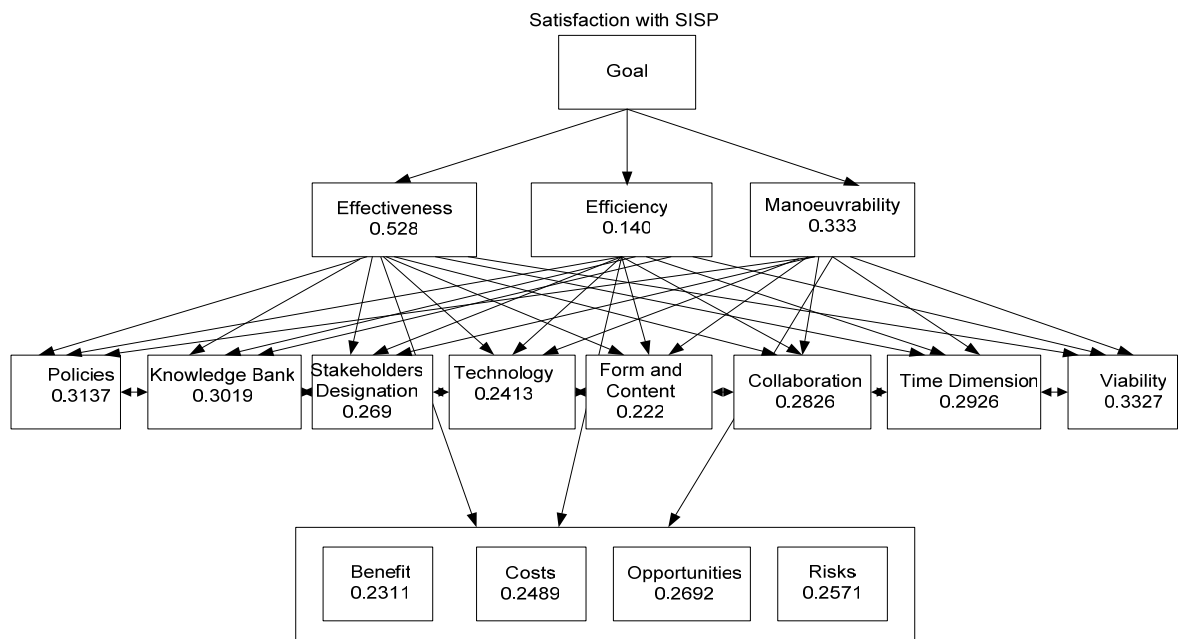 Satisfaction with SISP
Goal
Effectiveness
0.528
Efficiency
0.140
Manoeuvrability
0.333
Policies
0.3137
Knowledge Bank
0.3019
Stakeholders
Designation
0.269
Technology
0.2413
Form and
Content
0.222
Collaboration
0.2826
Time Dimension
0.2926
Viability
0.3327
Benefit
0.2311
Costs
0.2489
Opportunities
0.2692
Risks
0.2571